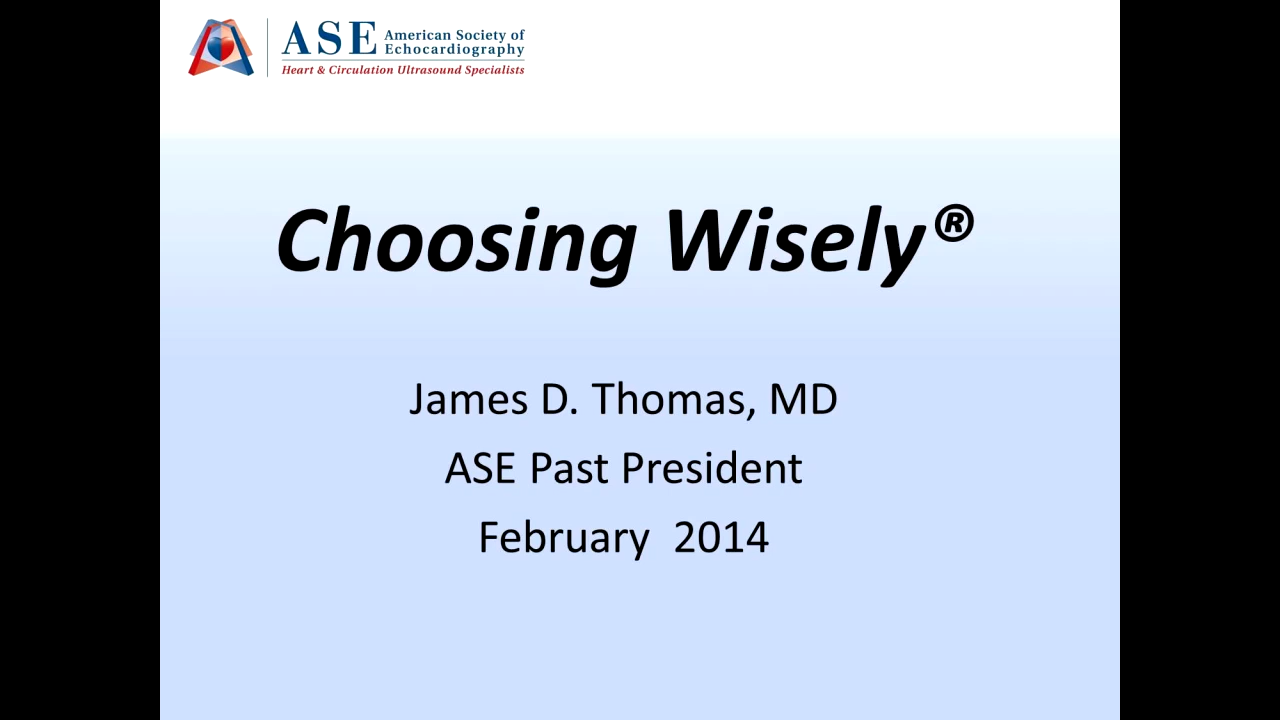 ASE American Society of
Echocardiography
Heart & Circulation Ultrasound Specialists
Choosing Wisely®
James D. Thomas, MD
ASE Past President
February 2014